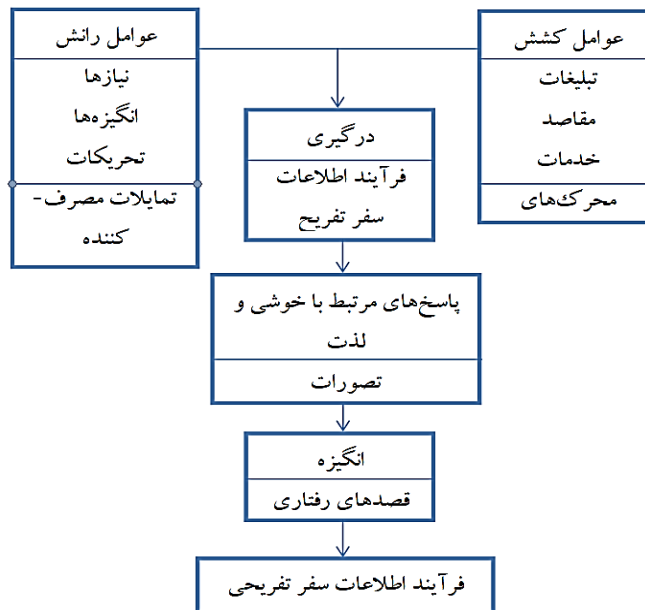 عوامل کشش
تبلیغات
مقاصد
خدمات
محرک‌های
عوامل رانش
نیازها
انگیزه‌ها
تحریکات
تمایلات مصرف-
کننده
درگیری
فرآیند اطلاعات
سفر تفریح
پاسخ‌های مرتبط با خوشی و
لذت
تصورات
انگیزه
قصدهای رفتاری
فرآیند اطلاعات سفر تفریحی